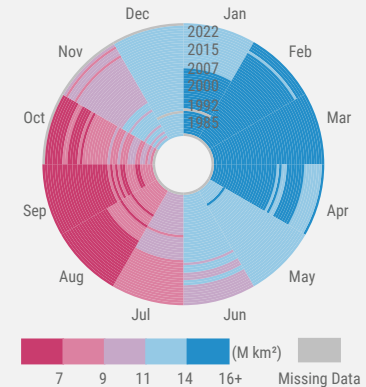 Dec
Jan
Nov
2022
Feb
2015
2007
2000
Oct
1992
Mar
1985
Sep
Apr
Aug
May
Jul
Jun
(M km²)
7 9 11 14 16+ Missing Data